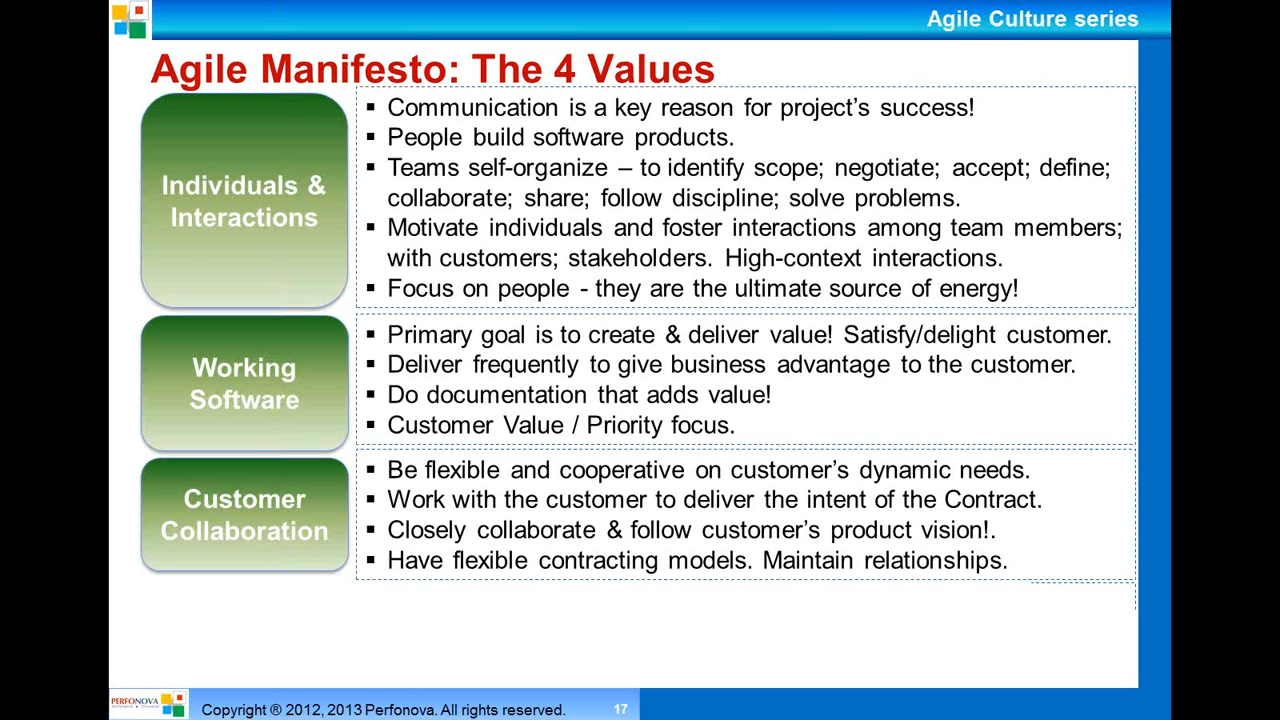 Agile Culture series
Agile Manifesto: The 4 Values
Individuals &
Interactions
▪ Communication is a key reason for project’s success!
▪ People build software products.
▪ Teams self-organize – to identify scope; negotiate; accept; define;
collaborate; share; follow discipline; solve problems.
▪ Motivate individuals and foster interactions among team members;
with customers; stakeholders. High-context interactions.
▪ Focus on people - they are the ultimate source of energy!
Working
Software
▪ Primary goal is to create & deliver value! Satisfy/delight customer.
▪ Deliver frequently to give business advantage to the customer.
▪ Do documentation that adds value!
▪ Customer Value / Priority focus.
Customer
Collaboration
▪ Be flexible and cooperative on customer’s dynamic needs.
▪ Work with the customer to deliver the intent of the Contract.
▪ Closely collaborate & follow customer’s product vision!.
▪ Have flexible contracting models. Maintain relationships.
PERFONOVA
Copyright ® 2012, 2013 Perfonova. All rights reserved.
17